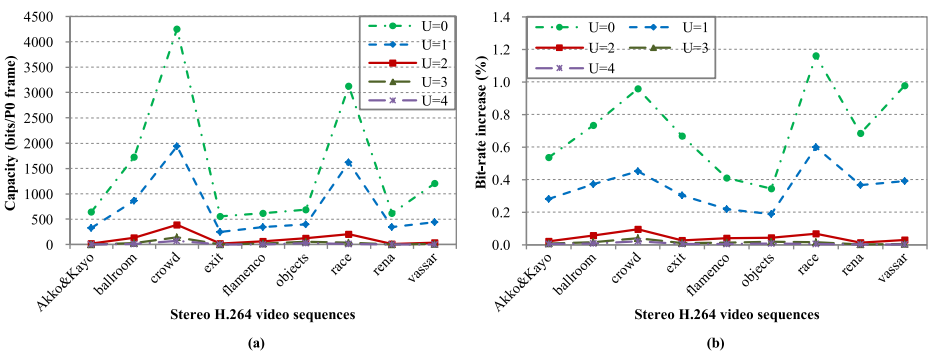 4500
4000
3500
3000
2500
2000
1500
1000
500
0
Capacity (bits/P0 frame)
U=0
U=1
U=2
U=3
U=4
Akko&Kayo
ballroom
crowd
exit
flamenco
objects
race
rena
vassar
Stereo H.264 video sequences
(a)
1.4
1.2
1.0
0.8
0.6
0.4
0.2
0.0
Bit-rate increase (%)
U=0 U=1
U=2 U=3
U=4
Akko&Kayo
ballroom
crowd
exit
flamenco
objects
race
rena
vassar
Stereo H.264 video sequences
(b)